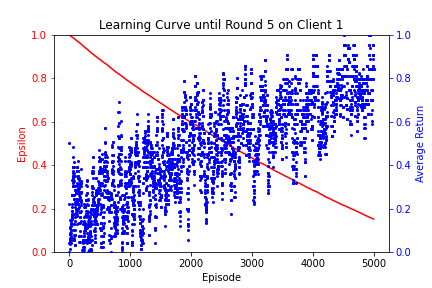 Learning Curve until Round 5 on Client 1
1.0 1.0
0.8 0.8
0.6 0.6
0.4 0.4
0.2 0.2
0.0 0.0
Epsilon
Average Return
0 1000 2000 3000 4000 5000
Episode